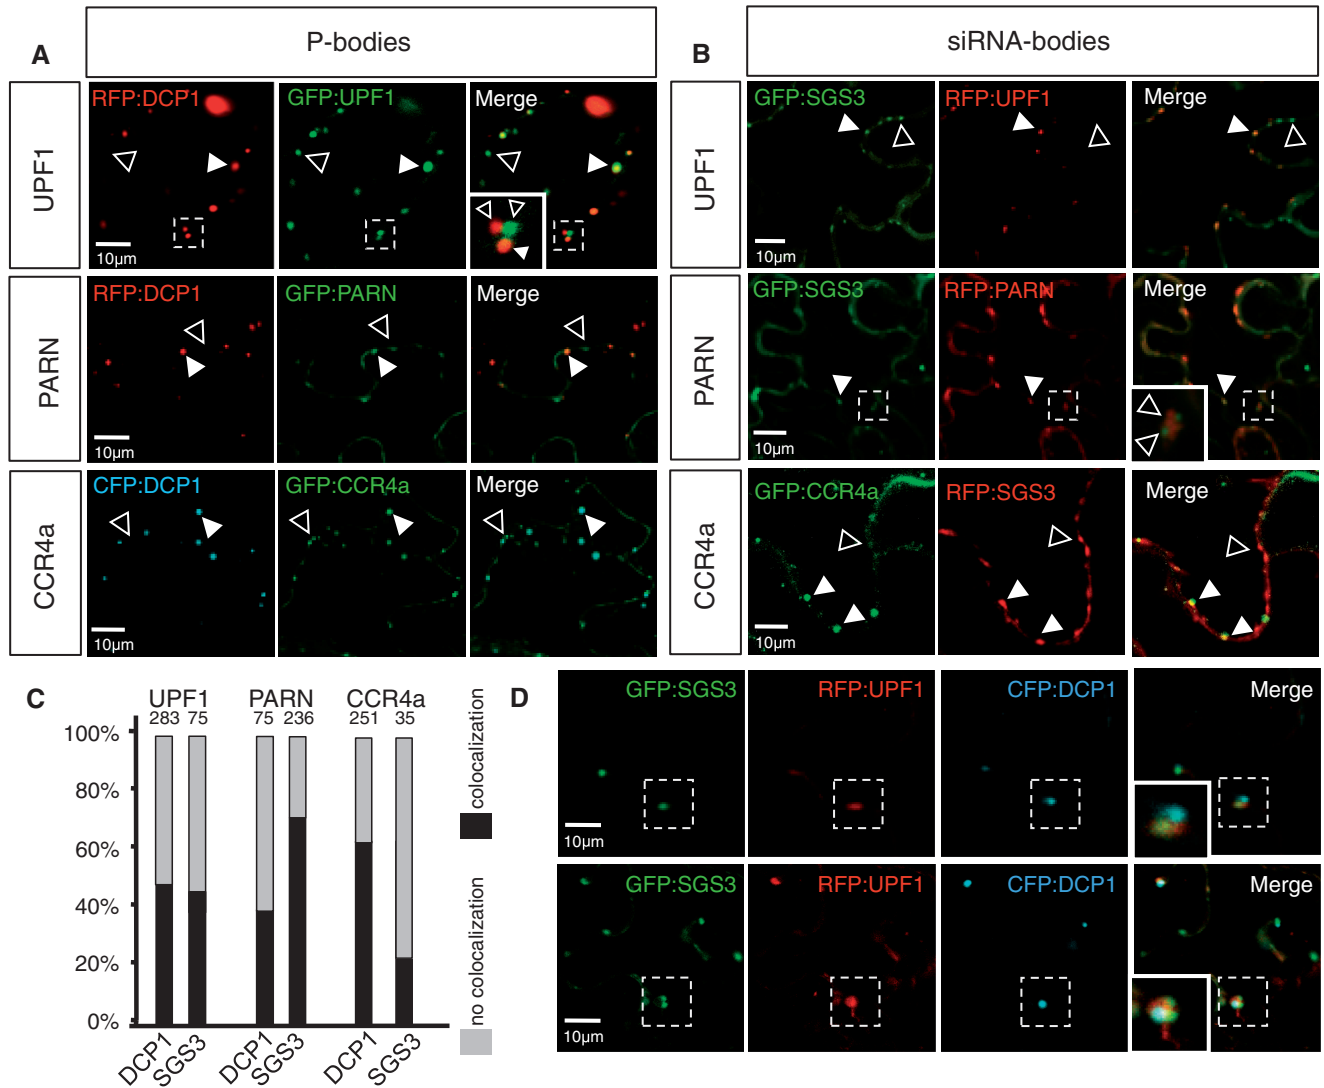 A
P-bodies
UPF1
RFP:DCP1
GFP:UPF1
Merge
10µm
PARN
RFP:DCP1
GFP:PARN
Merge
10µm
CCR4a
CFP:DCP1
GFP:CCR4a
Merge
10µm
B
siRNA-bodies
UPF1
GFP:SGS3
RFP:UPF1
Merge
10µm
PARN
GFP:SGS3
RFP:PARN
Merge
10µm
CCR4a
GFP:CCR4a
RFP:SGS3
Merge
10µm
C
UPF1 PARN CCR4a
283 75 75 236 251 35
100%
80%
60%
40%
20%
0%
DCP1 SGS3 DCP1 SGS3 DCP1 SGS3
colocalization
no colocalization
D
GFP:SGS3
RFP:UPF1
CFP:DCP1
Merge
10µm
GFP:SGS3
RFP:UPF1
CFP:DCP1
Merge
10µm